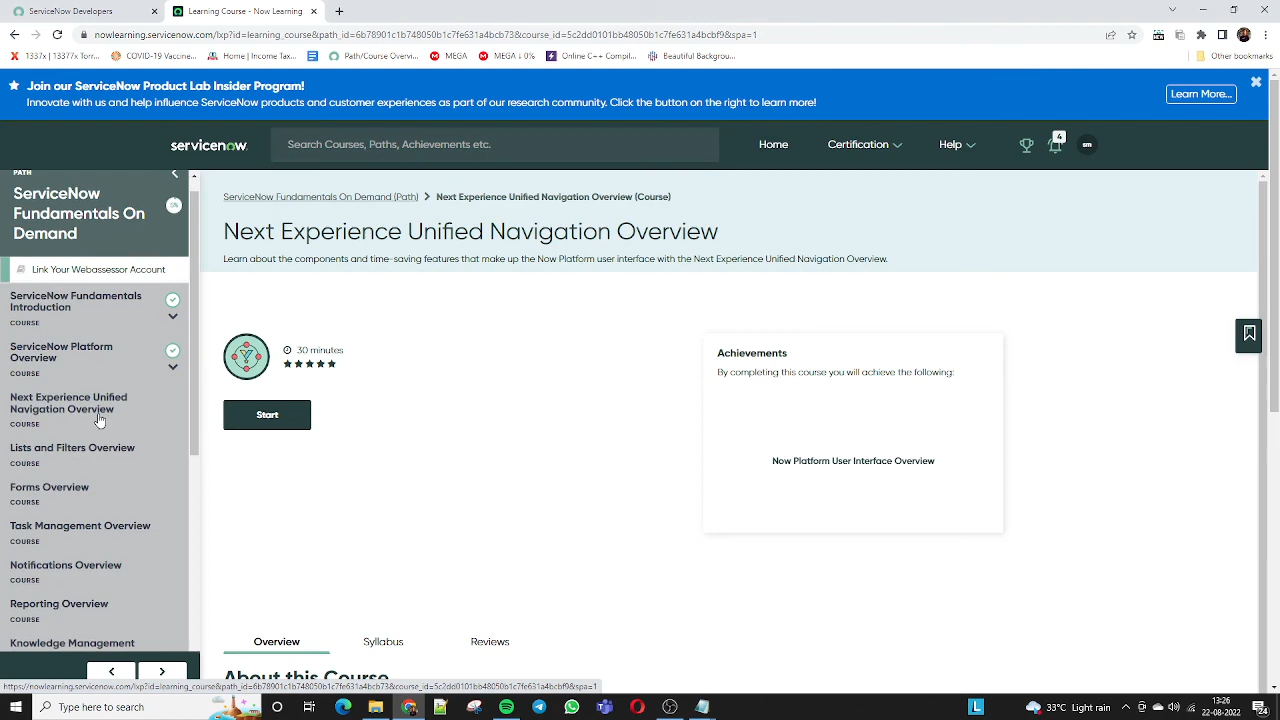 ServiceNow Developers
Learning Course - Now Learning
nowlearning.servicenow.com/lxp?id=learning_course&path_id=6b78901c1b748050b1c7fe631a4bcbf9&course_id=5c2dd0101bb48050b1c7fe631a4bcb73&spa=1
1337x | 13377x Torr...
COVID-19 Vaccine...
Home | Income Tax...
Path/Course Overvi...
MEGA
MEGA ↓ 0%
Online C++ Compil...
Beautiful Backgrou...
Other bookmarks
Join our ServiceNow Product Lab Insider Program!
Innovate with us and help influence ServiceNow products and customer experiences as part of our research community. Click the button on the right to learn more!
Learn More...
servicenow.
Search Courses, Paths, Achievements etc.
Home
Certification
Help
4
sm
PATH
ServiceNow
Fundamentals On
Demand
5%
Link Your Webassessor Account
ServiceNow Fundamentals
Introduction
COURSE
ServiceNow Platform
Overview
COURSE
Next Experience Unified
Navigation Overview
COURSE
Lists and Filters Overview
COURSE
Forms Overview
COURSE
Task Management Overview
COURSE
Notifications Overview
COURSE
Reporting Overview
COURSE
Knowledge Management
ServiceNow Fundamentals On Demand (Path) > Next Experience Unified Navigation Overview (Course)
Next Experience Unified Navigation Overview
Learn about the components and time-saving features that make up the Now Platform user interface with the Next Experience Unified Navigation Overview.
30 minutes
Start
Achievements
By completing this course you will achieve the following:
Now Platform User Interface Overview
Overview
Syllabus
Reviews
About this Course
Type here to search
L
33°C Light rain
13:26
22-08-2022